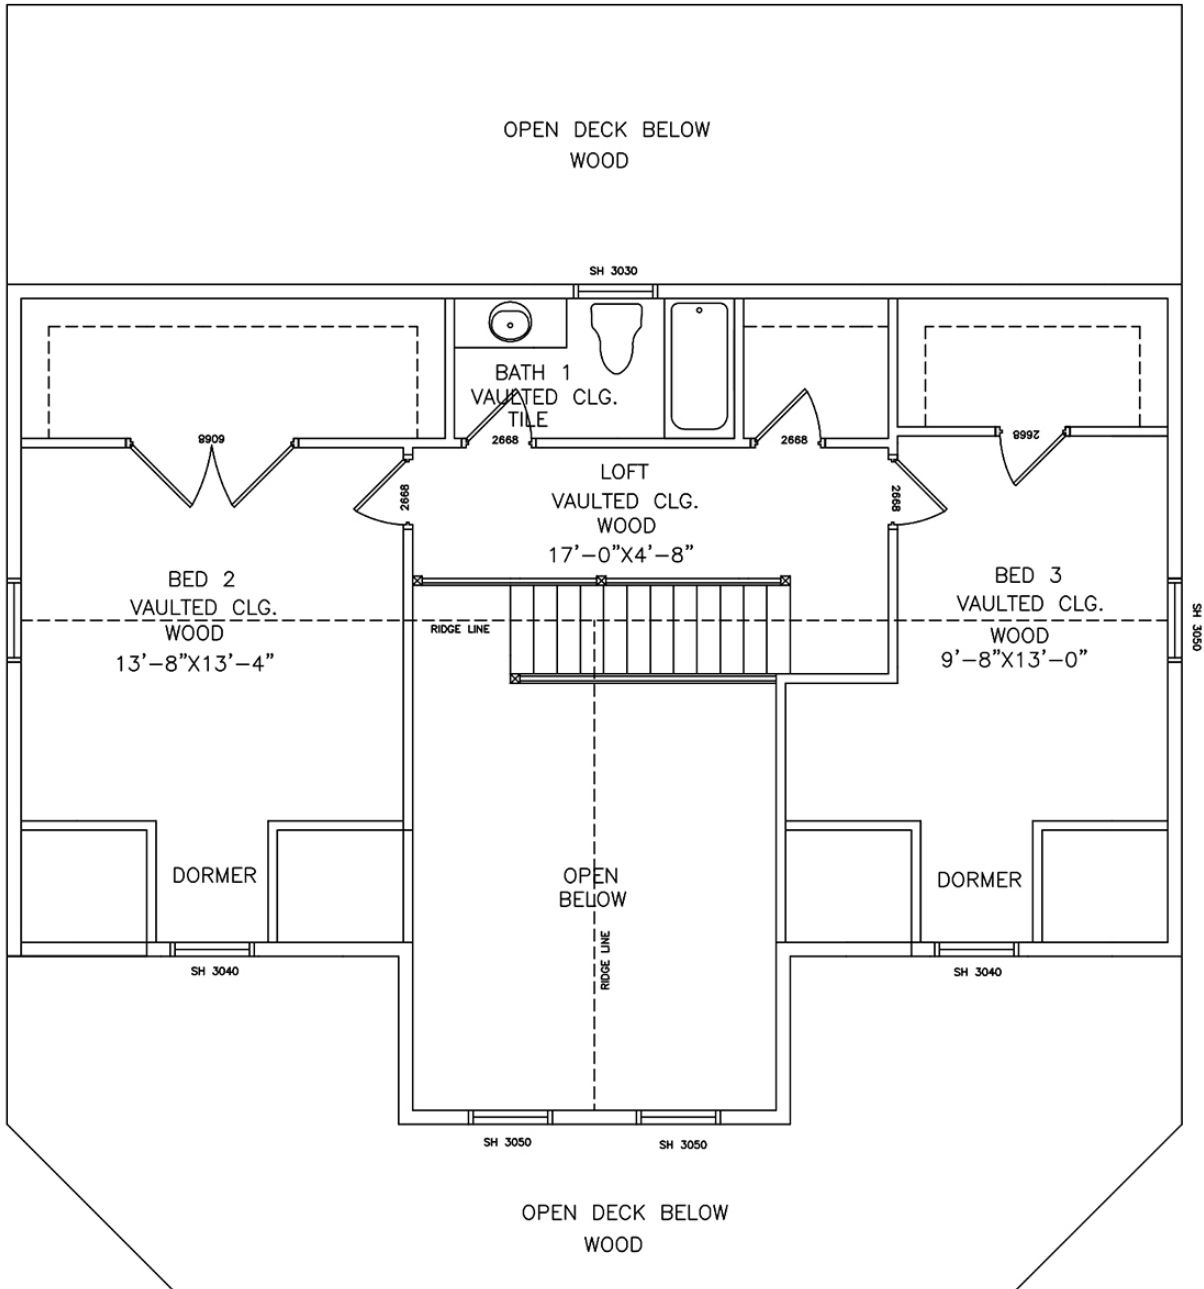 OPEN DECK BELOW
WOOD
SH 3030
BATH 1
VAULTED CLG.
TILE
6068
2668
2668
2668
LOFT
VAULTED CLG.
WOOD
17'-0"X4'-8"
2668
2668
BED 2
VAULTED CLG.
WOOD
13'-8"X13'-4"
BED 3
VAULTED CLG.
WOOD
9'-8"X13'-0"
RIDGE LINE
SH 3050
DORMER
OPEN
BELOW
DORMER
RIDGE LINE
SH 3040
SH 3040
SH 3050
SH 3050
OPEN DECK BELOW
WOOD